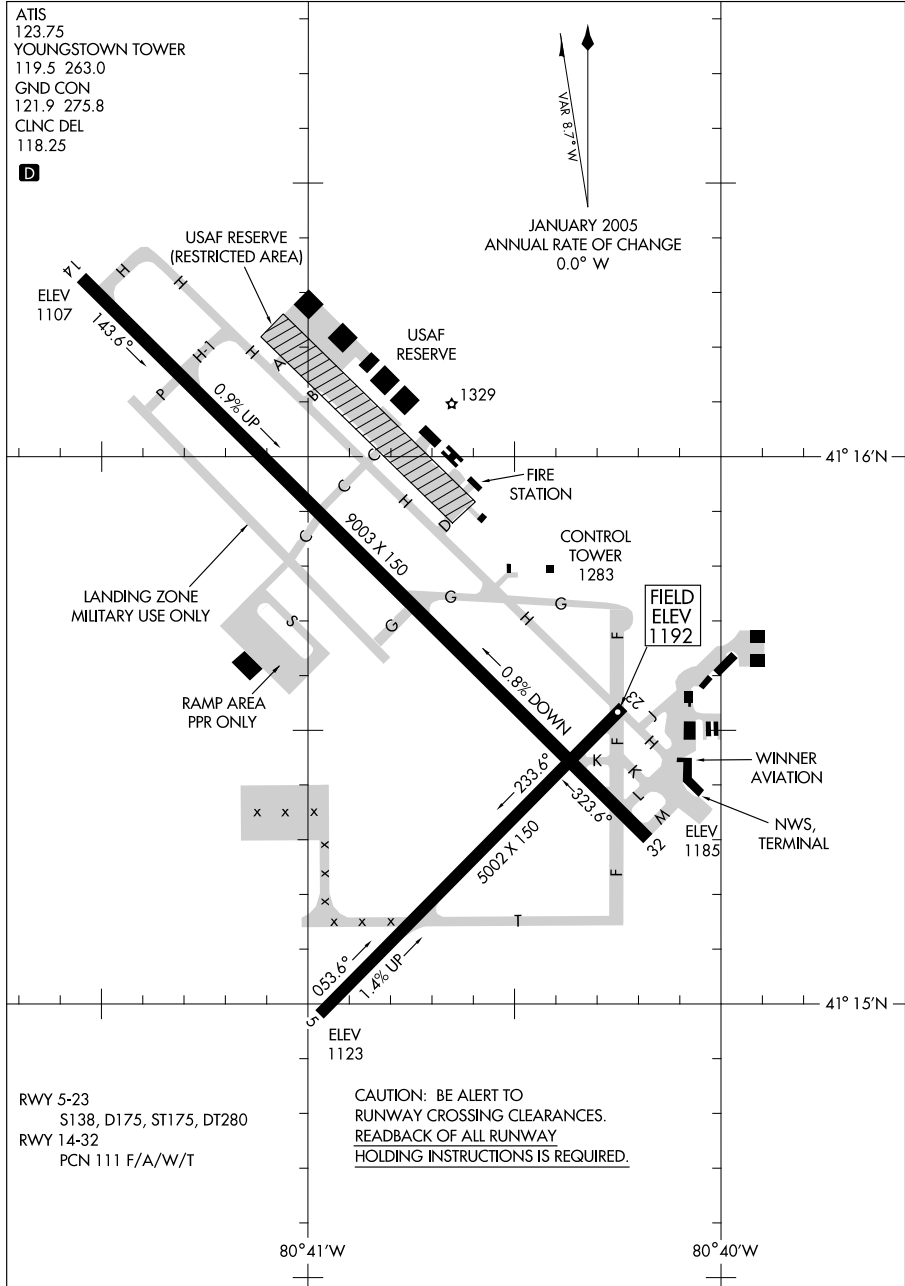 ATIS
123.75
YOUNGSTOWN TOWER
119.5 263.0
GND CON
121.9 275.8
CLNC DEL
118.25
D
VAR 8.7° W
JANUARY 2005
ANNUAL RATE OF CHANGE
0.0° W
USAF RESERVE
(RESTRICTED AREA)
14
ELEV
1107
143.6°
H
H
H-1
H
P
A
B
0.9% UP
USAF
RESERVE
1329
41°16'N
FIRE
STATION
C
C
C
H
D
9003 X 150
CONTROL
TOWER
1283
LANDING ZONE
MILITARY USE ONLY
S
G
G
G
H
F
FIELD
ELEV
1192
RAMP AREA
PPR ONLY
0.8% DOWN
23
J
H
F
K
K
L
M
WINNER
AVIATION
NWS,
TERMINAL
233.6°
323.6°
32
ELEV
1185
5002 X 150
x x x
x
x
x
x x x
F
T
053.6°
1.4% UP
5
ELEV
1123
41°15'N
RWY 5-23
S138, D175, ST175, DT280
RWY 14-32
PCN 111 F/A/W/T
CAUTION: BE ALERT TO
RUNWAY CROSSING CLEARANCES.
READBACK OF ALL RUNWAY
HOLDING INSTRUCTIONS IS REQUIRED.
80°41'W
80°40'W